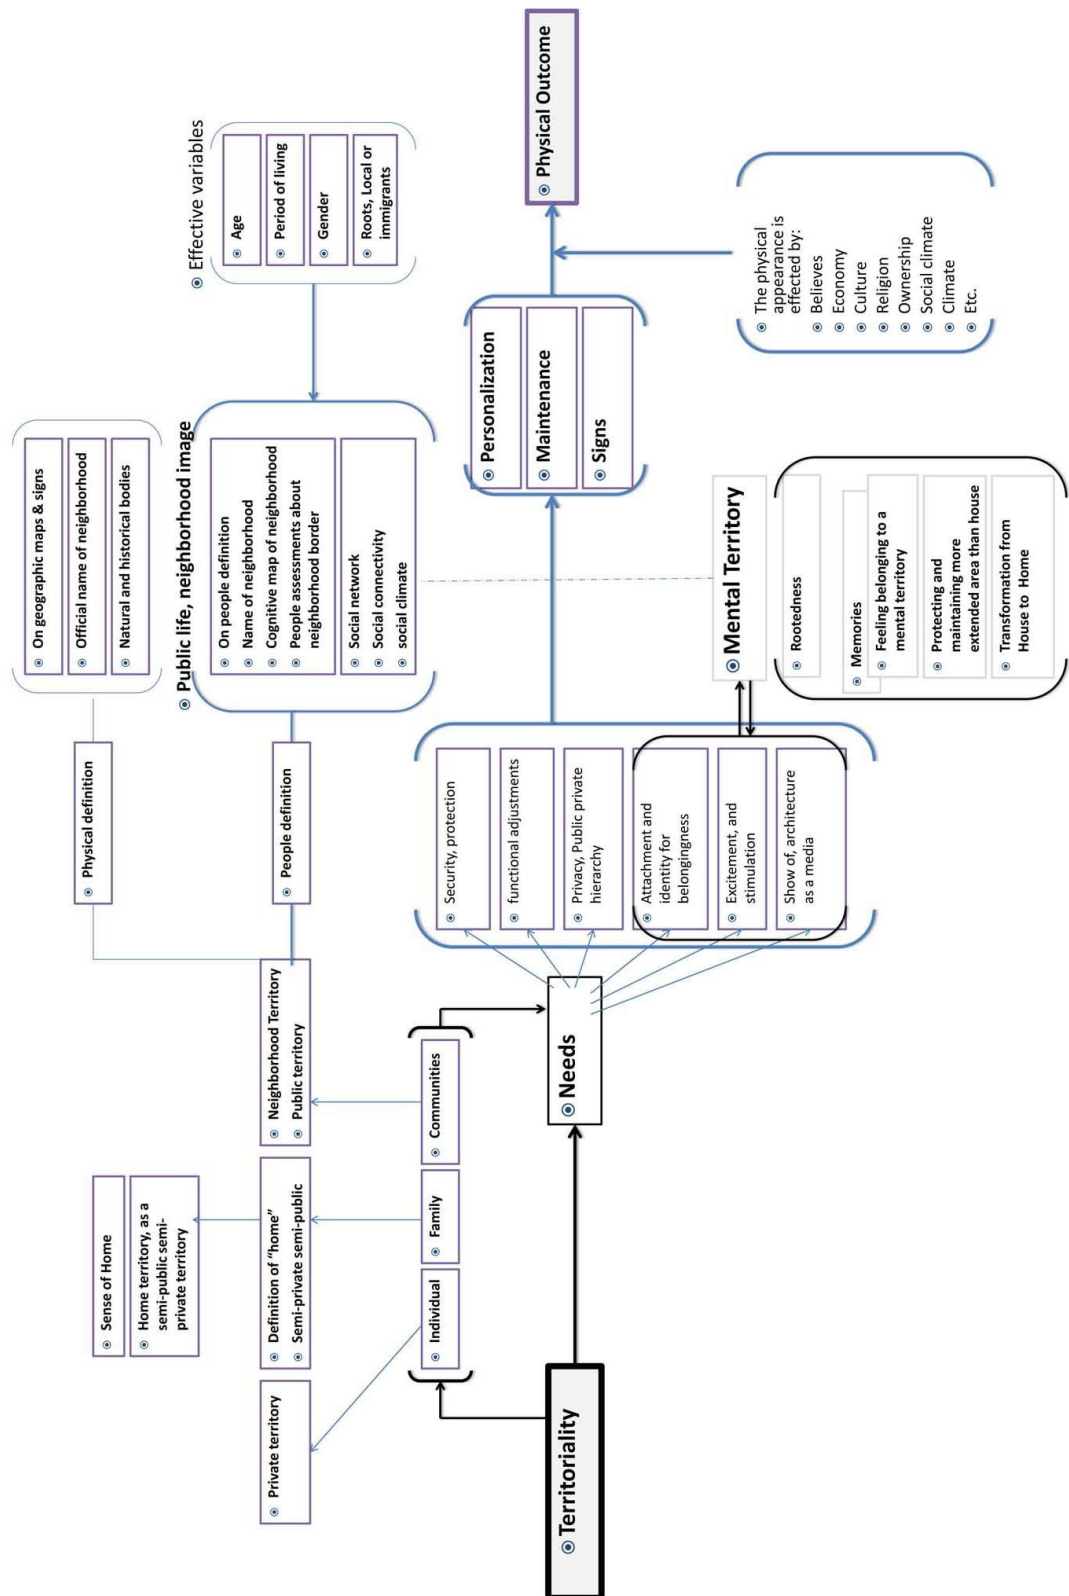 Territoriality
Private territory
Individual
Family
Communities
Definition of “home”
Semi-private semi-public
Sense of Home
Home territory, as a
semi-public semi-
private territory
Neighborhood Territory
Public territory
Needs
Physical definition
On geographic maps & signs
Official name of neighborhood
Natural and historical bodies
People definition
Public life, neighborhood image
On people definition
Name of neighborhood
Cognitive map of neighborhood
People assessments about
neighborhood border
Social network
Social connectivity
social climate
Effective variables
Age
Period of living
Gender
Roots, Local or
immigrants
Security, protection
functional adjustments
Privacy, Public private
hierarchy
Attachment and
identity for
belongingness
Excitement, and
stimulation
Show of, architecture
as a media
Mental Territory
Rootedness
Memories
Feeling belonging to a
mental territory
Protecting and
maintaining more
extended area than house
Transformation from
House to Home
Personalization
Maintenance
Signs
Physical Outcome
The physical
appearance is
effected by:
Believes
Economy
Culture
Religion
Ownership
Social climate
Climate
Etc.